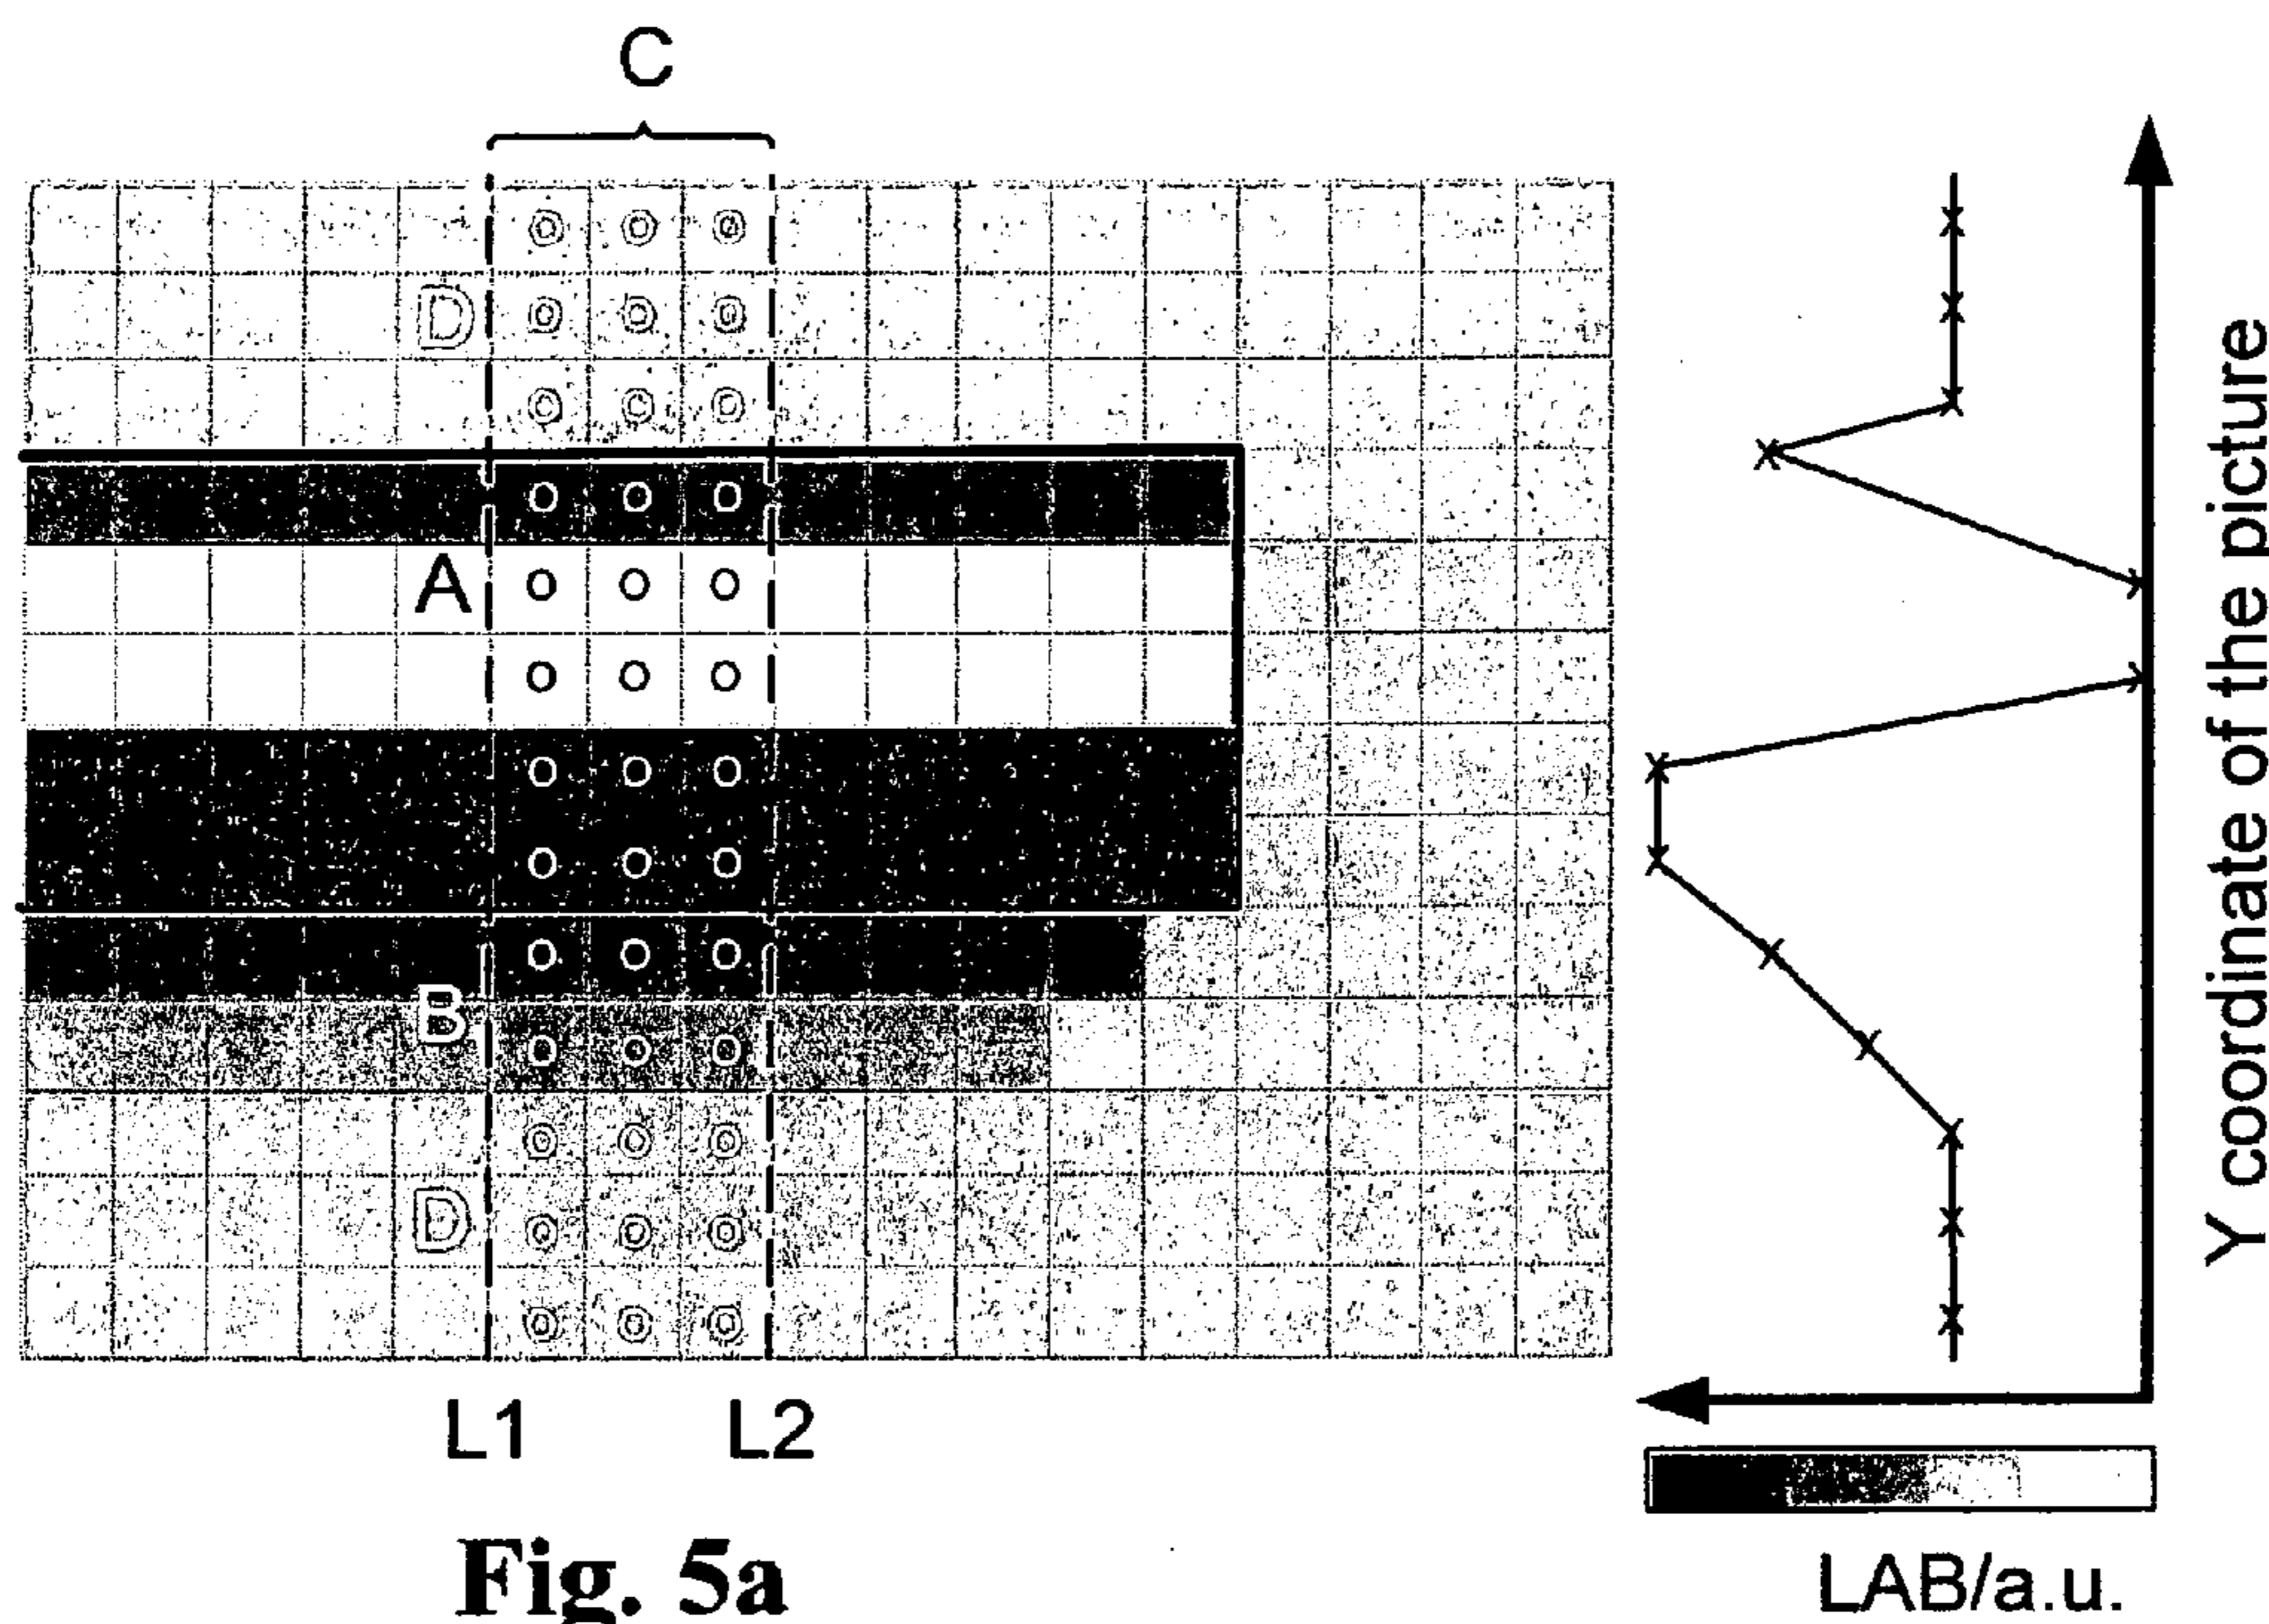 C
D
A
B
D
L1 L2
Y coordinate of the picture
LAB/a.u.
Fig. 5a